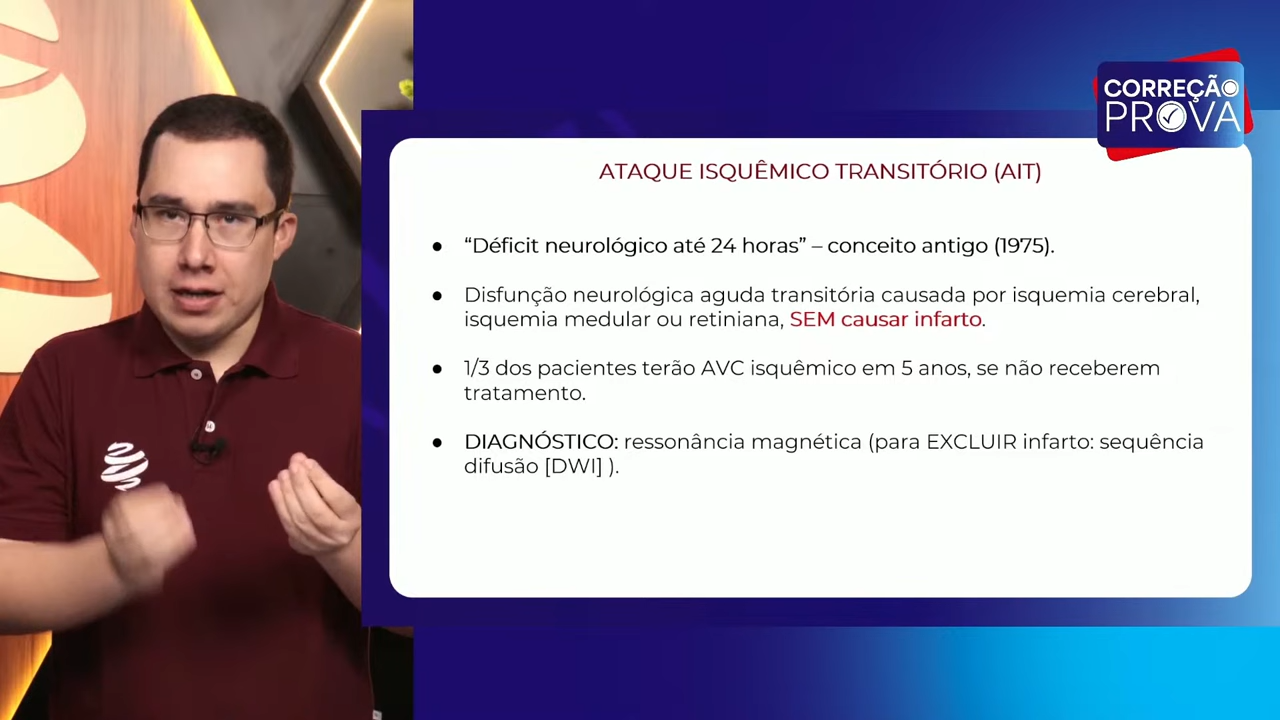 CORREÇÃO
PROVA
ATAQUE ISQUÊMICO TRANSITÓRIO (AIT)
● “Déficit neurológico até 24 horas” – conceito antigo (1975).
● Disfunção neurológica aguda transitória causada por isquemia cerebral,
isquemia medular ou retiniana, SEM causar infarto.
● 1/3 dos pacientes terão AVC isquêmico em 5 anos, se não receberem
tratamento.
● DIAGNÓSTICO: ressonância magnética (para EXCLUIR infarto: sequência
difusão [DWI] ).